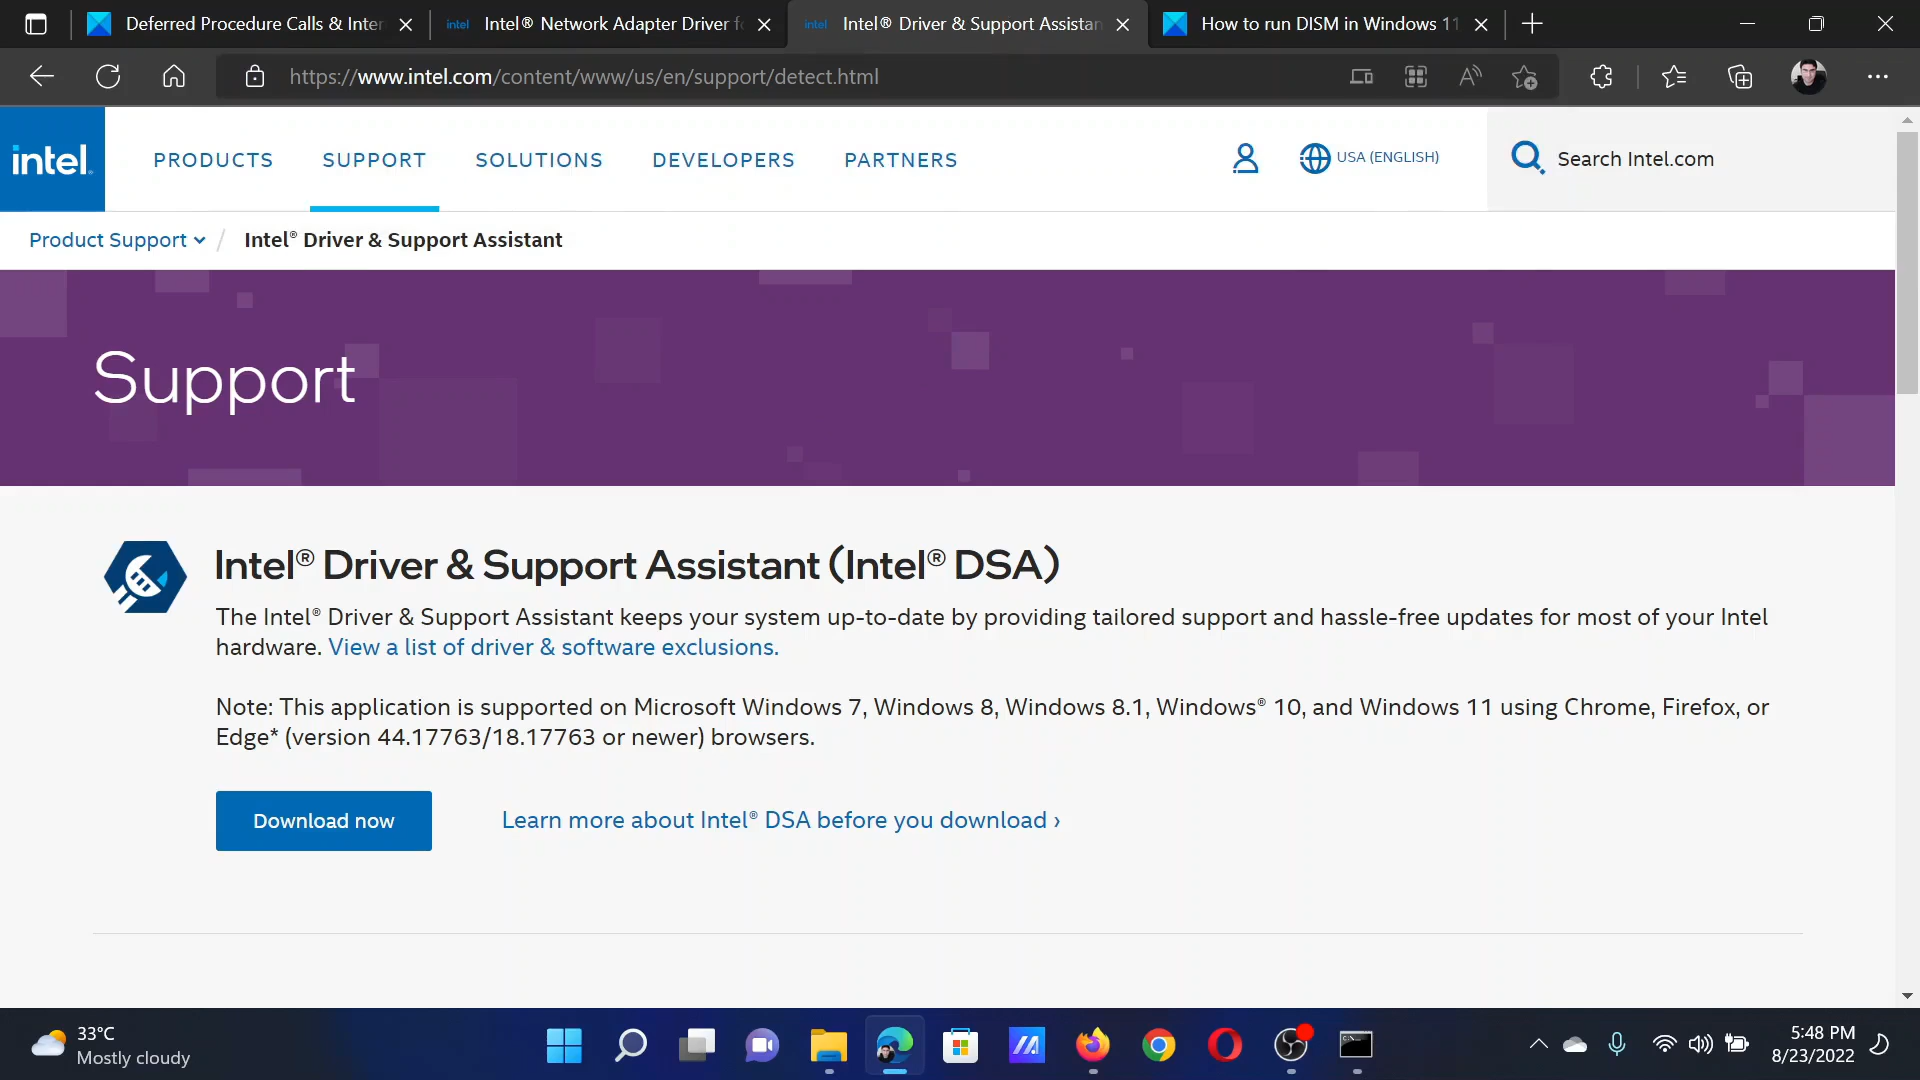 Deferred Procedure Calls & Inter
intel Intel® Network Adapter Driver fo
intel Intel® Driver & Support Assistan
How to run DISM in Windows 11
https://www.intel.com/content/www/us/en/support/detect.html
intel.
PRODUCTS SUPPORT SOLUTIONS DEVELOPERS PARTNERS
USA (ENGLISH)
Search Intel.com
Product Support / Intel® Driver & Support Assistant
Support
Intel® Driver & Support Assistant (Intel® DSA)
The Intel® Driver & Support Assistant keeps your system up-to-date by providing tailored support and hassle-free updates for most of your Intel
hardware. View a list of driver & software exclusions.
Note: This application is supported on Microsoft Windows 7, Windows 8, Windows 8.1, Windows® 10, and Windows 11 using Chrome, Firefox, or
Edge* (version 44.17763/18.17763 or newer) browsers.
Download now
Learn more about Intel® DSA before you download ›
33°C
Mostly cloudy
5:48 PM
8/23/2022